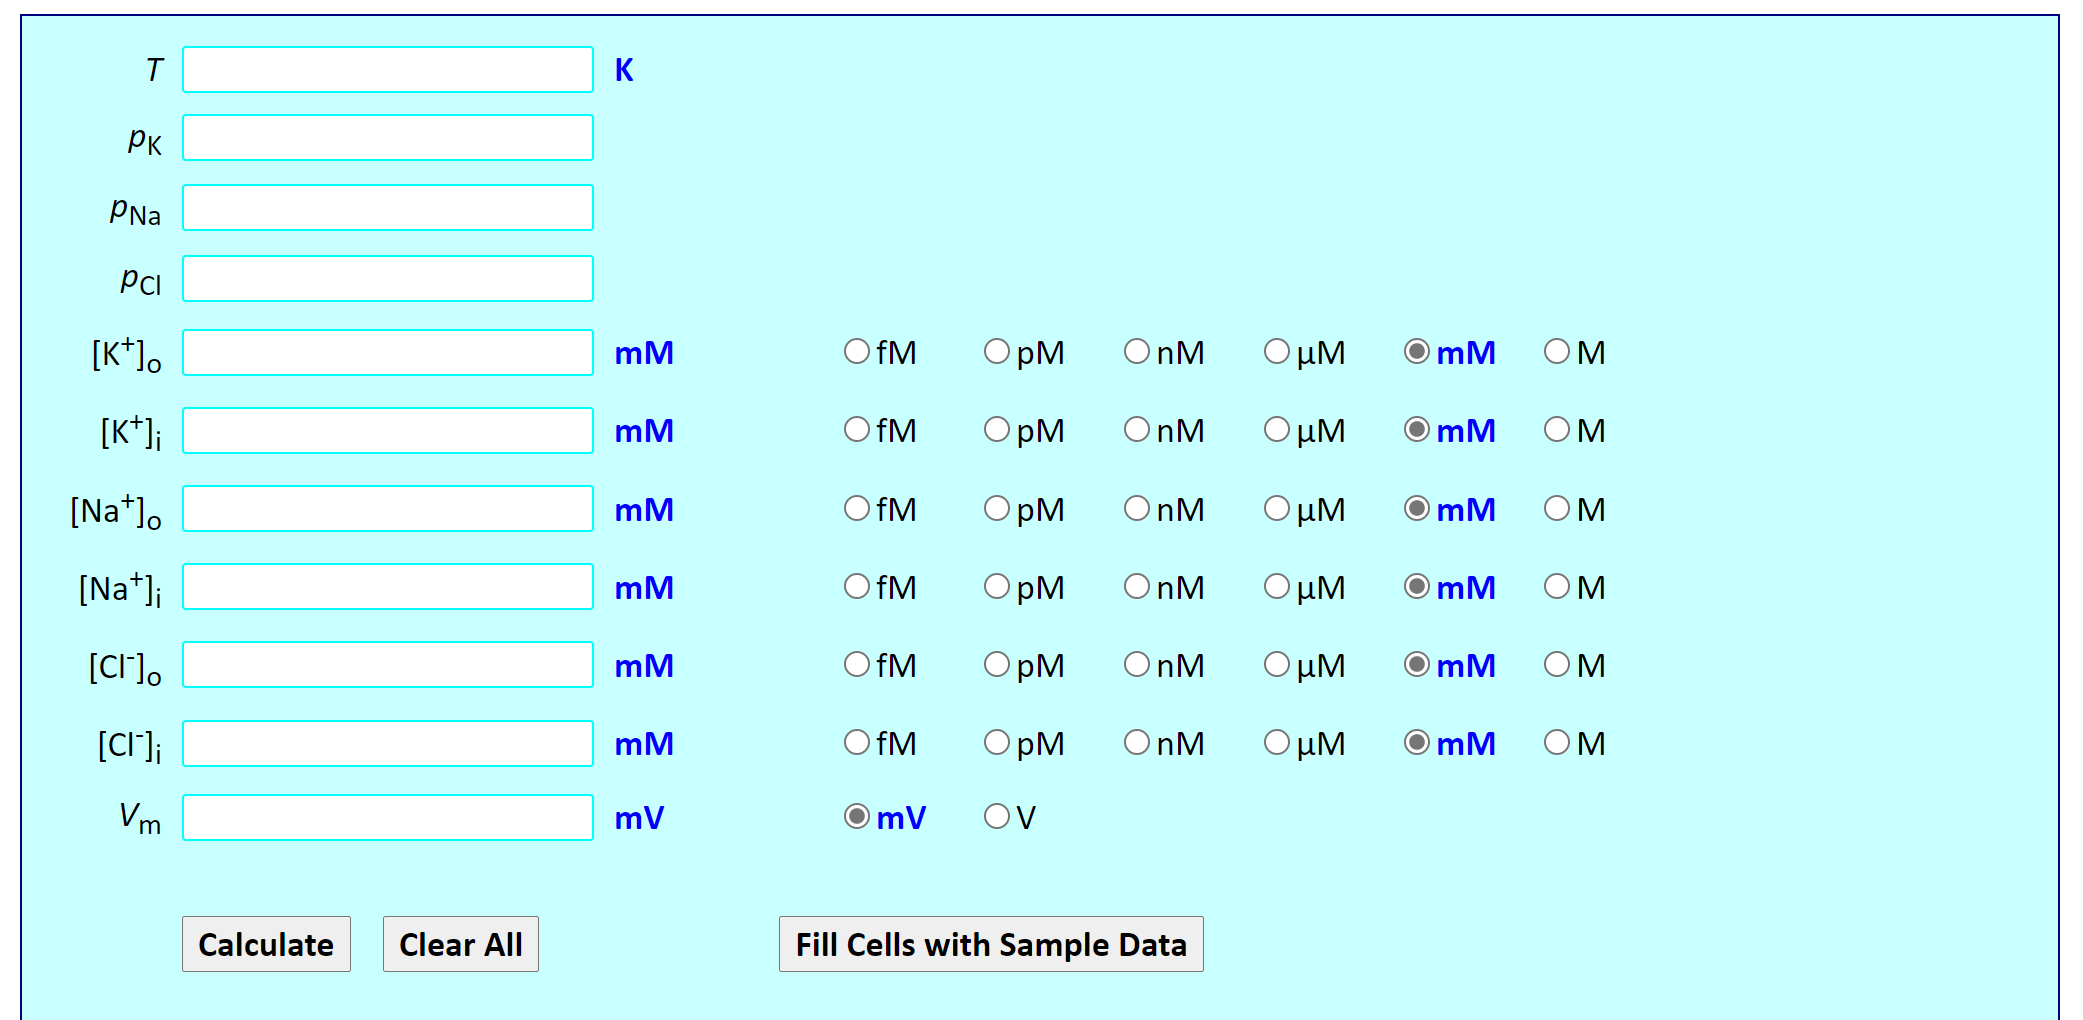 T K
pK
pNa
pCl
[K+]o mM fM pM nM µM mM M
[K+]i mM fM pM nM µM mM M
[Na+]o mM fM pM nM µM mM M
[Na+]i mM fM pM nM µM mM M
[Cl-]o mM fM pM nM µM mM M
[Cl-]i mM fM pM nM µM mM M
Vm mV mV V
Calculate Clear All Fill Cells with Sample Data